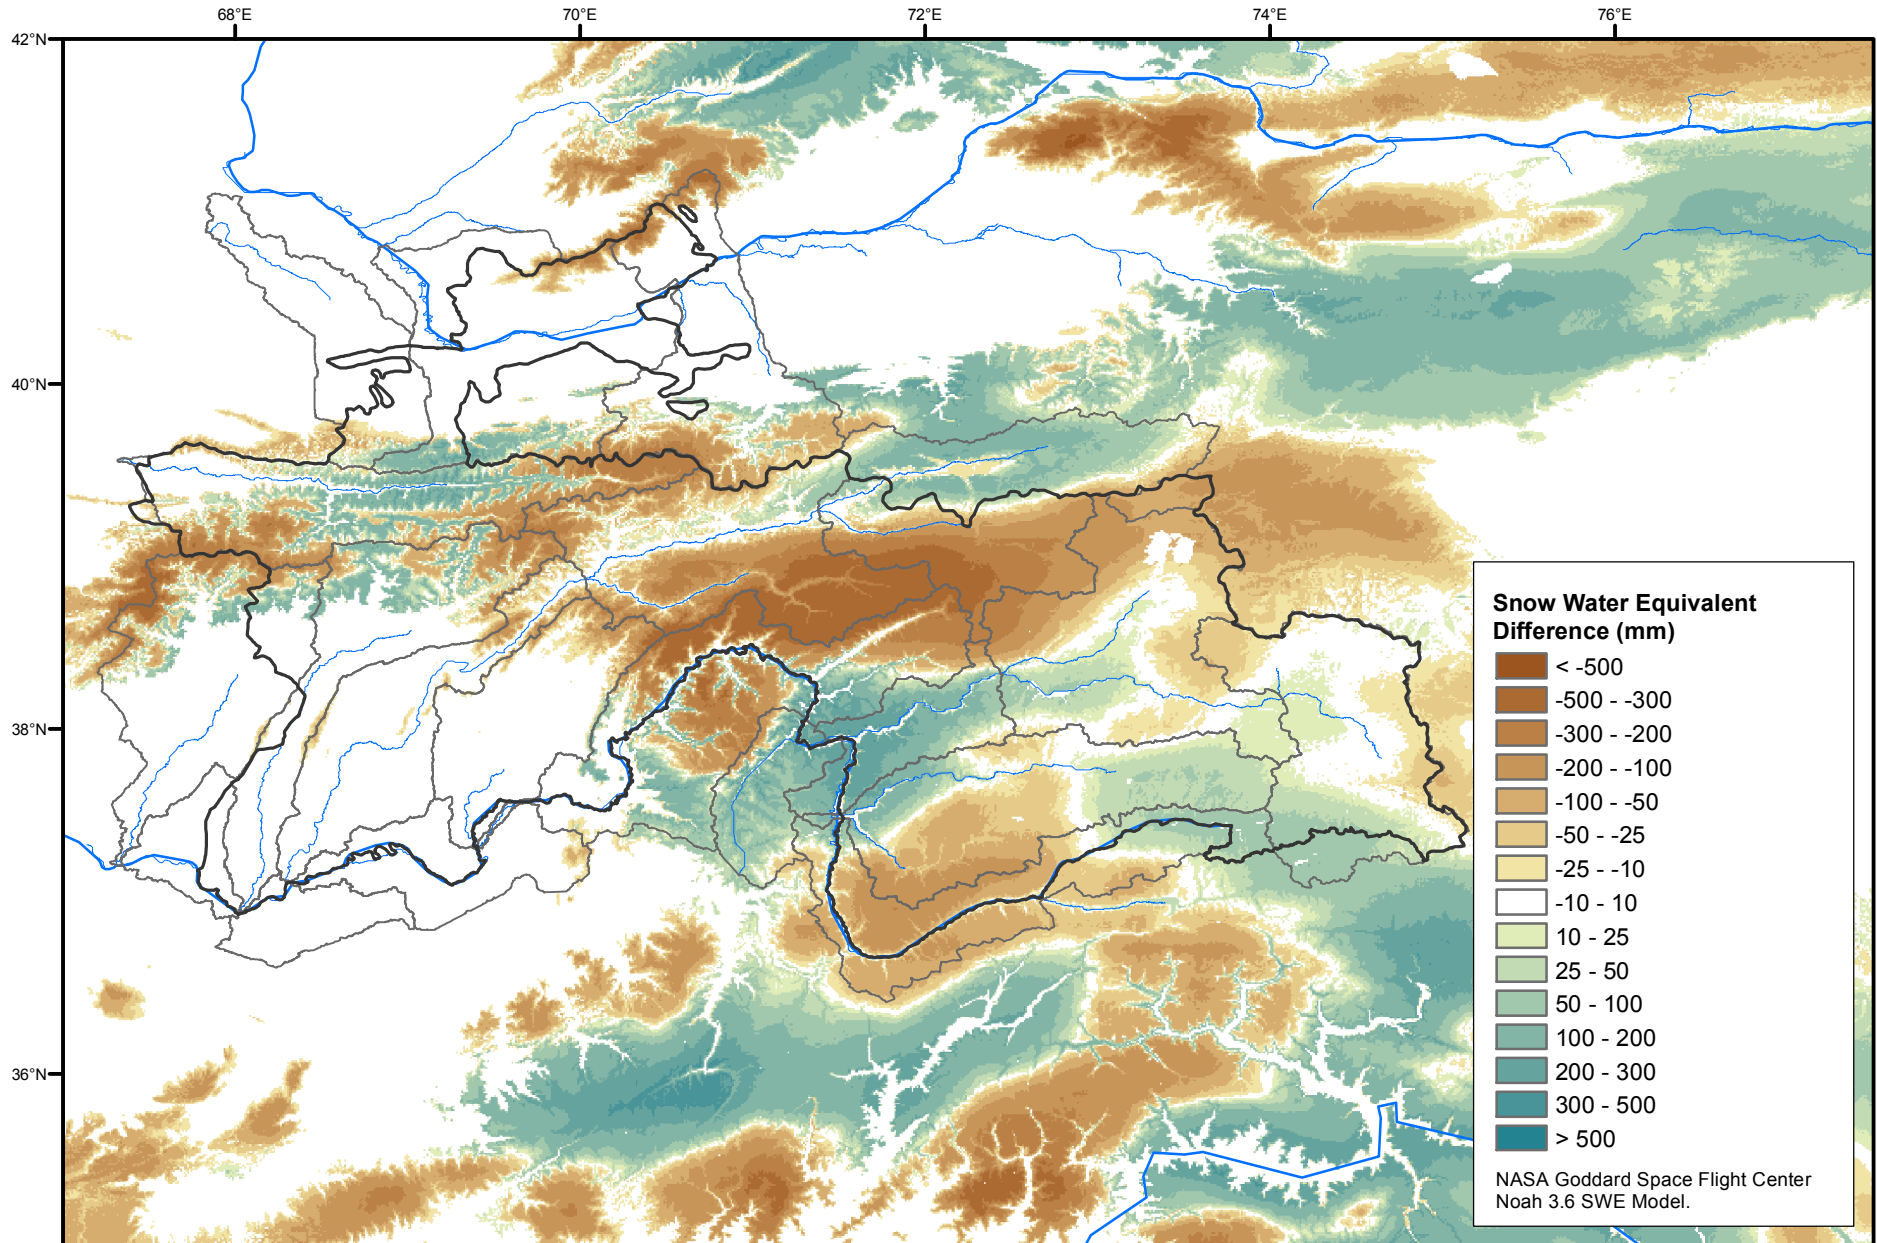 68°E
70°E
72°E
74°E
76°E
42°N
40°N
38°N
36°N
Snow Water Equivalent
Difference (mm)
< -500
-500 - -300
-300 - -200
-200 - -100
-100 - -50
-50 - -25
-25 - -10
-10 - 10
10 - 25
25 - 50
50 - 100
100 - 200
200 - 300
300 - 500
> 500
NASA Goddard Space Flight Center
Noah 3.6 SWE Model.